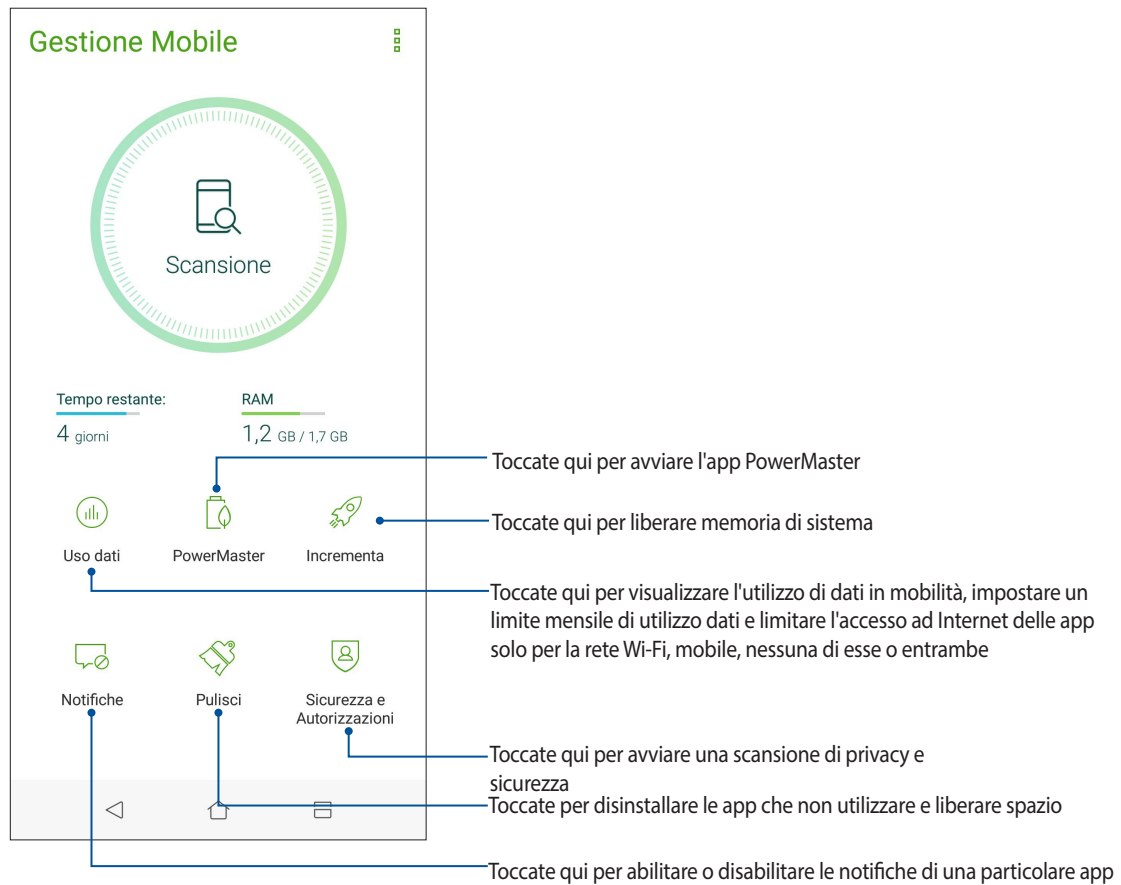 Gestione Mobile
Scansione
Tempo restante:
RAM
4 giorni
1,2 GB / 1,7 GB
Toccate qui per avviare l'app PowerMaster
Toccate qui per liberare memoria di sistema
Uso dati
PowerMaster
Incrementa
Toccate qui per visualizzare l'utilizzo di dati in mobilità, impostare un
limite mensile di utilizzo dati e limitare l'accesso ad Internet delle app
solo per la rete Wi-Fi, mobile, nessuna di esse o entrambe
Notifiche
Pulisci
Sicurezza e
Autorizzazioni
Toccate qui per avviare una scansione di privacy e
sicurezza
Toccate per disinstallare le app che non utilizzare e liberare spazio
Toccate qui per abilitare o disabilitare le notifiche di una particolare app